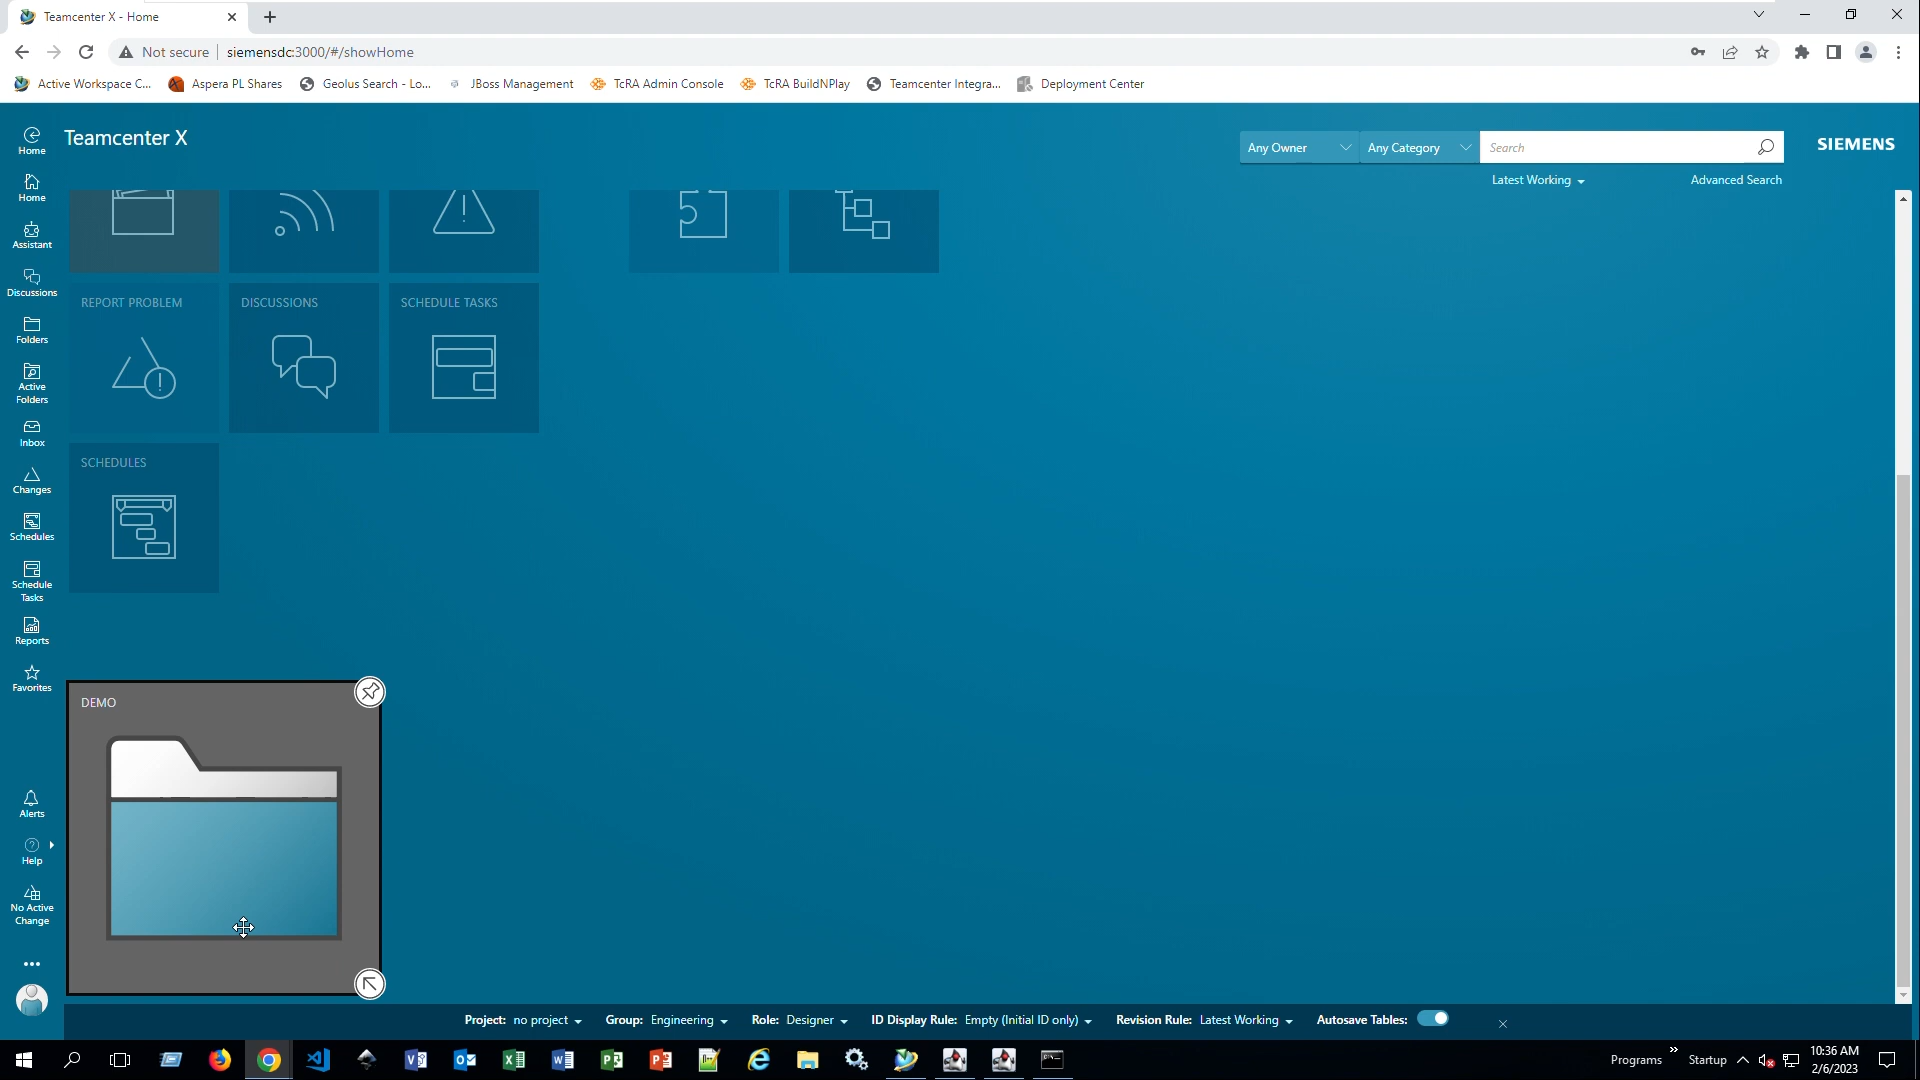 Teamcenter X - Home
Not secure
siemensdc:3000/#/showHome
Active Workspace C...
Aspera PL Shares
Geolus Search - Lo...
JBoss Management
TcRA Admin Console
TcRA BuildNPlay
Teamcenter Integra...
Deployment Center
Teamcenter X
Any Owner
Any Category
Search
SIEMENS
Latest Working
Advanced Search
Home
Home
Assistant
Discussions
Folders
Active
Folders
Inbox
Changes
Schedules
Schedule
Tasks
Reports
Favorites
Alerts
Help
No Active
Change
REPORT PROBLEM
DISCUSSIONS
SCHEDULE TASKS
SCHEDULES
DEMO
Project: no project
Group: Engineering
Role: Designer
ID Display Rule: Empty (Initial ID only)
Revision Rule: Latest Working
Autosave Tables:
Programs
Startup
10:36 AM
2/6/2023